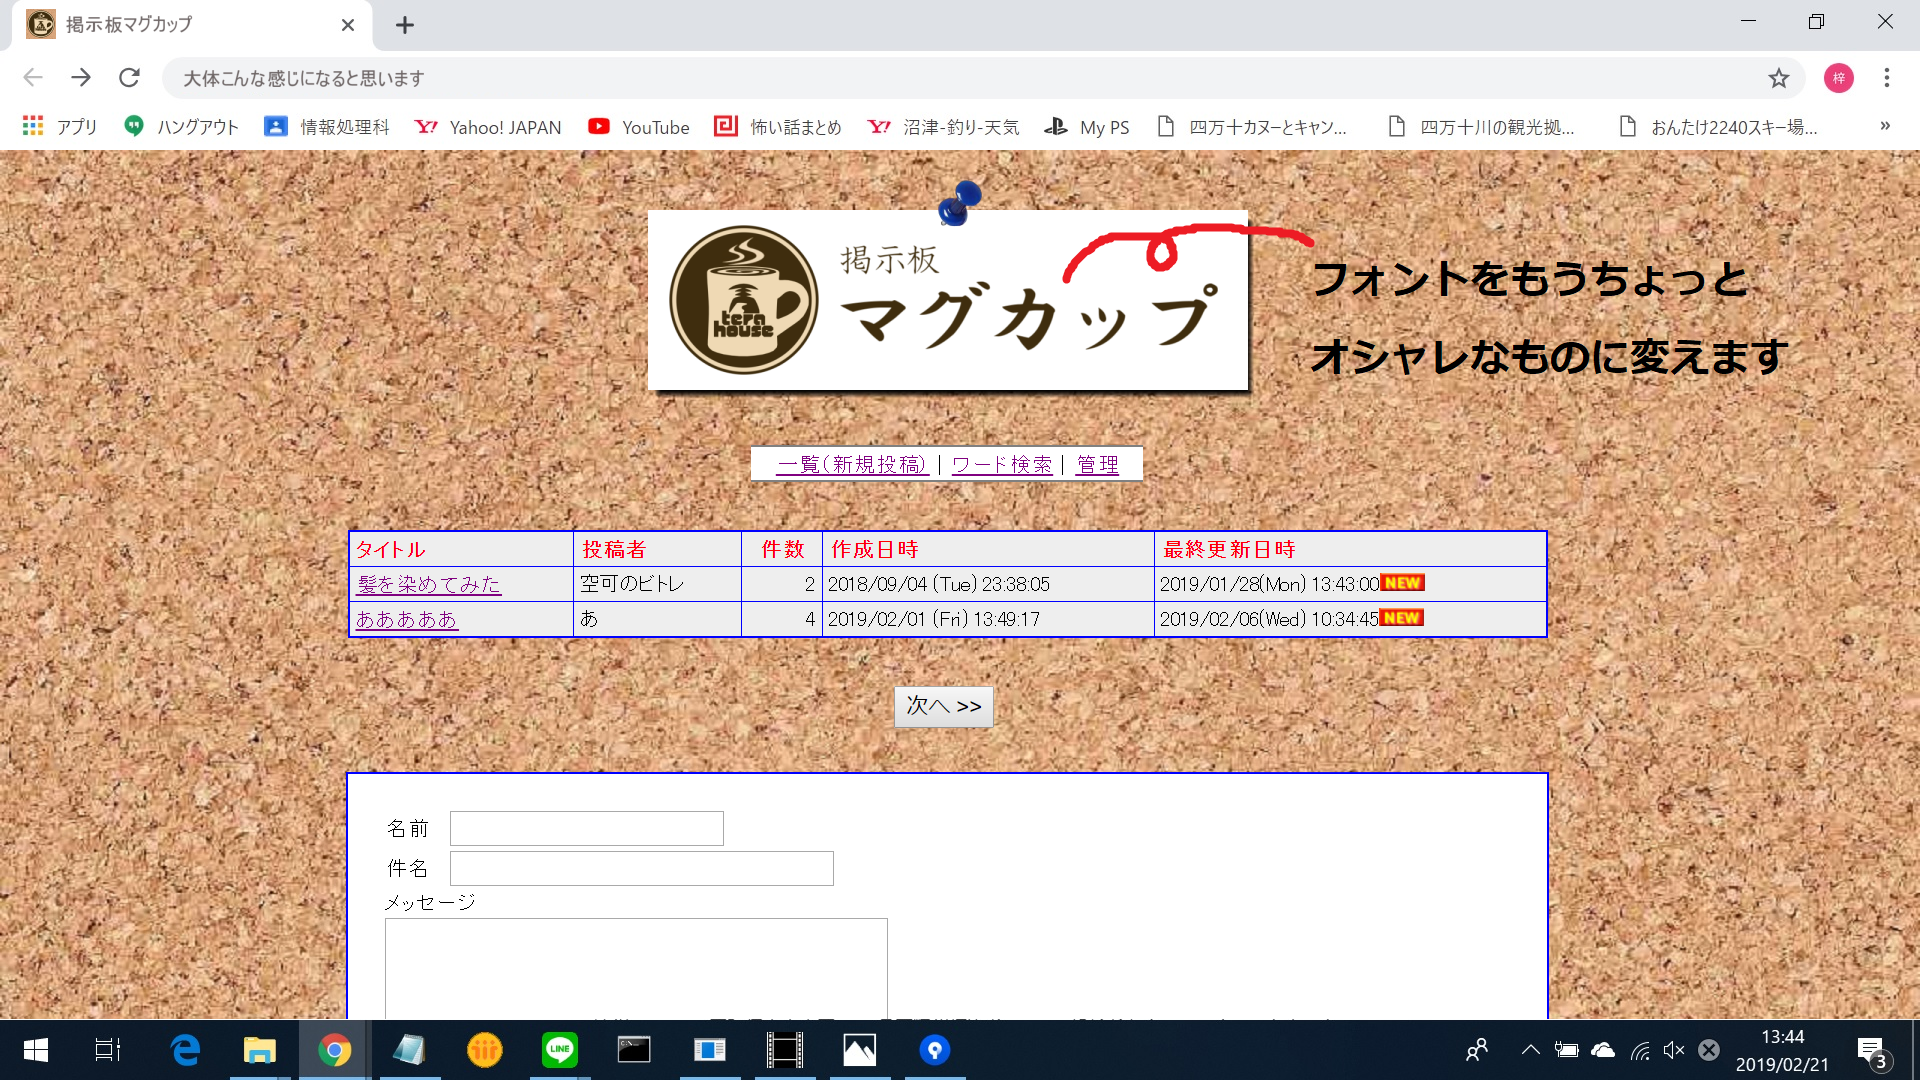 掲示板マグカップ
大体こんな感じになると思います
梓
アプリ
ハングアウト
情報処理科
Yahoo! JAPAN
YouTube
怖い話まとめ
沼津-釣り-天気
My PS
四万十カヌーとキャン...
四万十川の観光拠...
おんたけ2240スキー場...
»
掲示板
マグカップ
tera
house
フォントをもうちょっと
オシャレなものに変えます
一覧(新規投稿) | ワード検索 | 管理
タイトル 投稿者 件数 作成日時 最終更新日時
髪を染めてみた 空可のビトレ 2 2018/09/04 (Tue) 23:38:05 2019/01/28(Mon) 13:43:00 NEW
あああああ あ 4 2019/02/01 (Fri) 13:49:17 2019/02/06(Wed) 10:34:45 NEW
次へ >>
名前
件名
メッセージ
LINE
13:44
2019/02/21
3